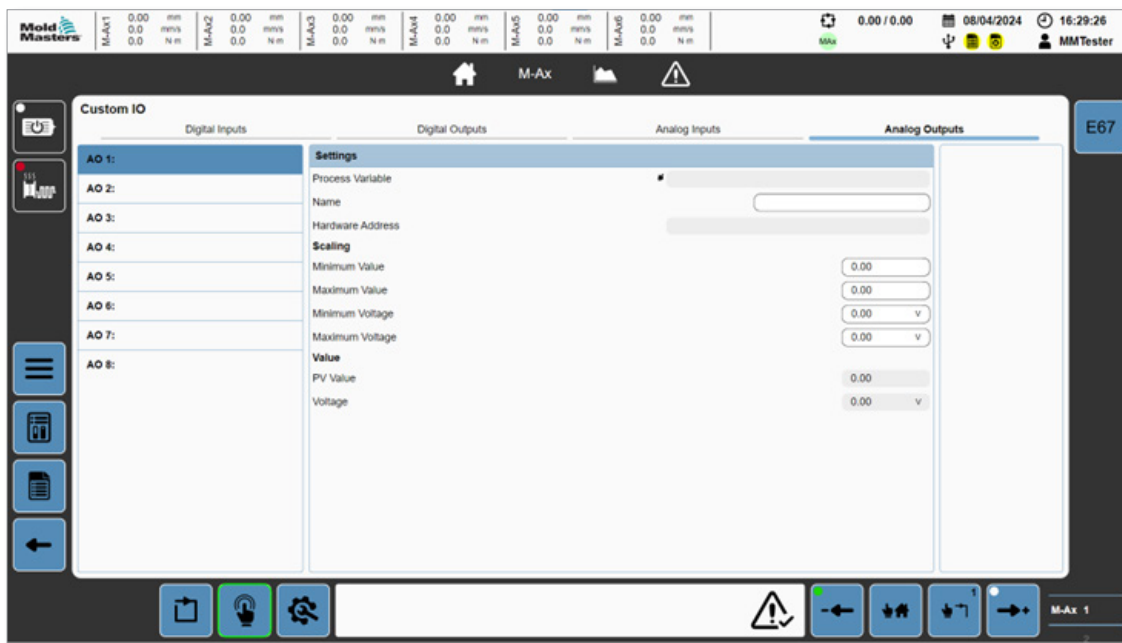 Mold Masters
M-Ax1 0.00 mm 0.0 mm/s 0.0 N·m
M-Ax2 0.00 mm 0.0 mm/s 0.0 N·m
M-Ax3 0.00 mm 0.0 mm/s 0.0 N·m
M-Ax4 0.00 mm 0.0 mm/s 0.0 N·m
M-Ax5 0.00 mm 0.0 mm/s 0.0 N·m
M-Ax6 0.00 mm 0.0 mm/s 0.0 N·m
MAx
0.00 / 0.00
08/04/2024 16:29:26
MMTester
M-Ax
Custom IO
Digital Inputs Digital Outputs Analog Inputs Analog Outputs
E67
AO 1:
AO 2:
AO 3:
AO 4:
AO 5:
AO 6:
AO 7:
AO 8:
Settings
Process Variable
Name
Hardware Address
Scaling
Minimum Value 0.00
Maximum Value 0.00
Minimum Voltage 0.00 V
Maximum Voltage 0.00 V
Value
PV Value 0.00
Voltage 0.00 V
1
M-Ax 1
2